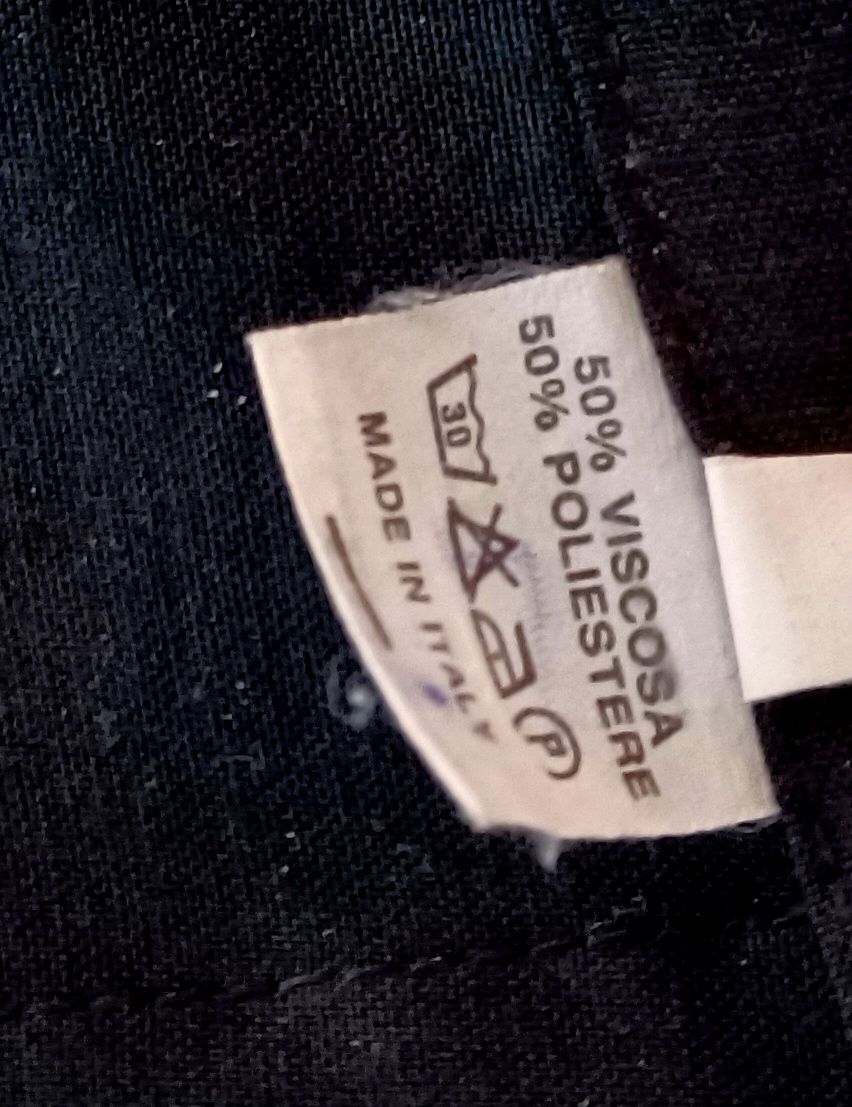 50% VISCOSA
50% POLIESTERE
30 P
MADE IN ITALY